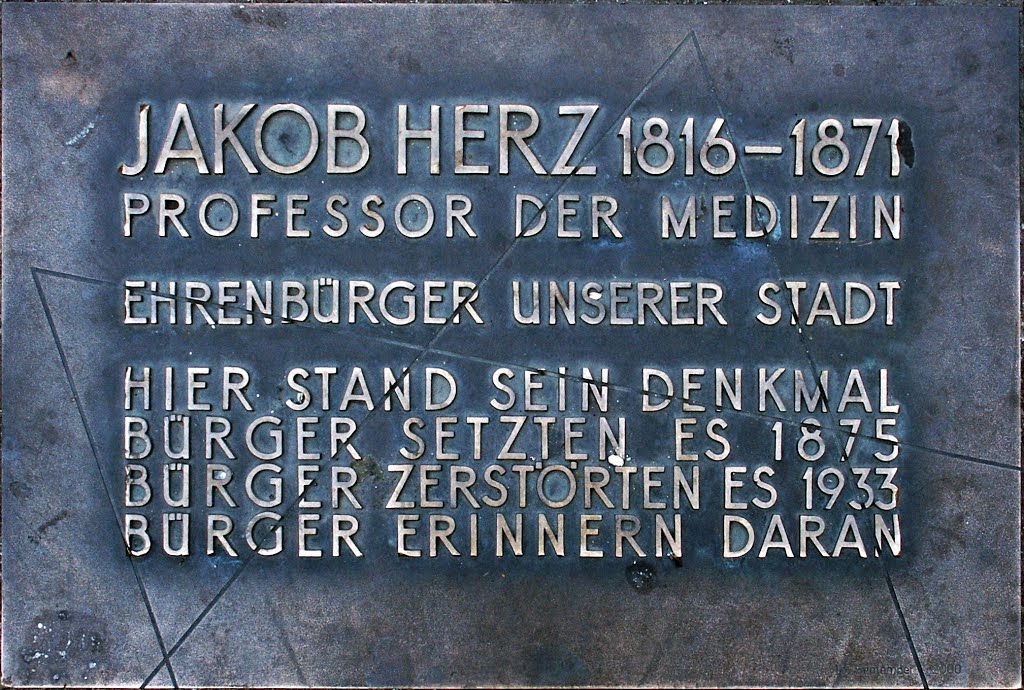 JAKOB HERZ 1816–1871
PROFESSOR DER MEDIZIN
EHRENBÜRGER UNSERER STADT
HIER STAND SEIN DENKMAL
BÜRGER SETZTEN ES 1875
BÜRGER ZERSTÖRTEN ES 1933
BÜRGER ERINNERN DARAN